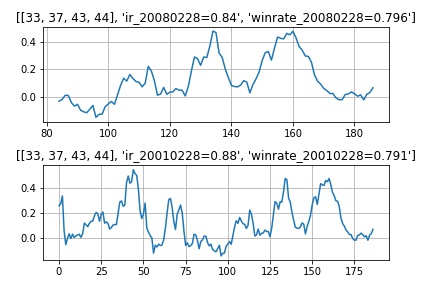 [[33, 37, 43, 44], 'ir_20080228=0.84', 'winrate_20080228=0.796']
0.4
0.2
0.0
80 100 120 140 160 180
[[33, 37, 43, 44], 'ir_20010228=0.88', 'winrate_20010228=0.791']
0.4
0.2
0.0
0 25 50 75 100 125 150 175